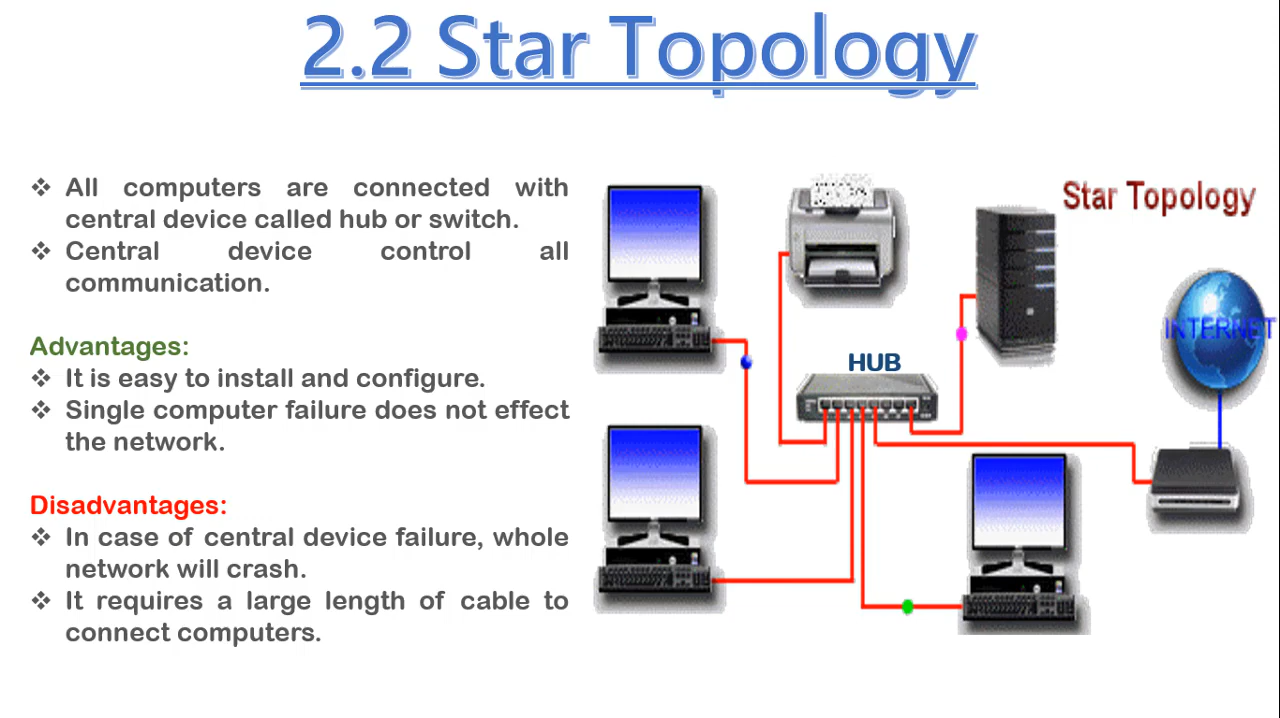 2.2 Star Topology
❖ All computers are connected with
central device called hub or switch.
❖ Central device control all
communication.
Advantages:
❖ It is easy to install and configure.
❖ Single computer failure does not effect
the network.
Disadvantages:
❖ In case of central device failure, whole
network will crash.
❖ It requires a large length of cable to
connect computers.
Star Topology
INTERNET
HUB